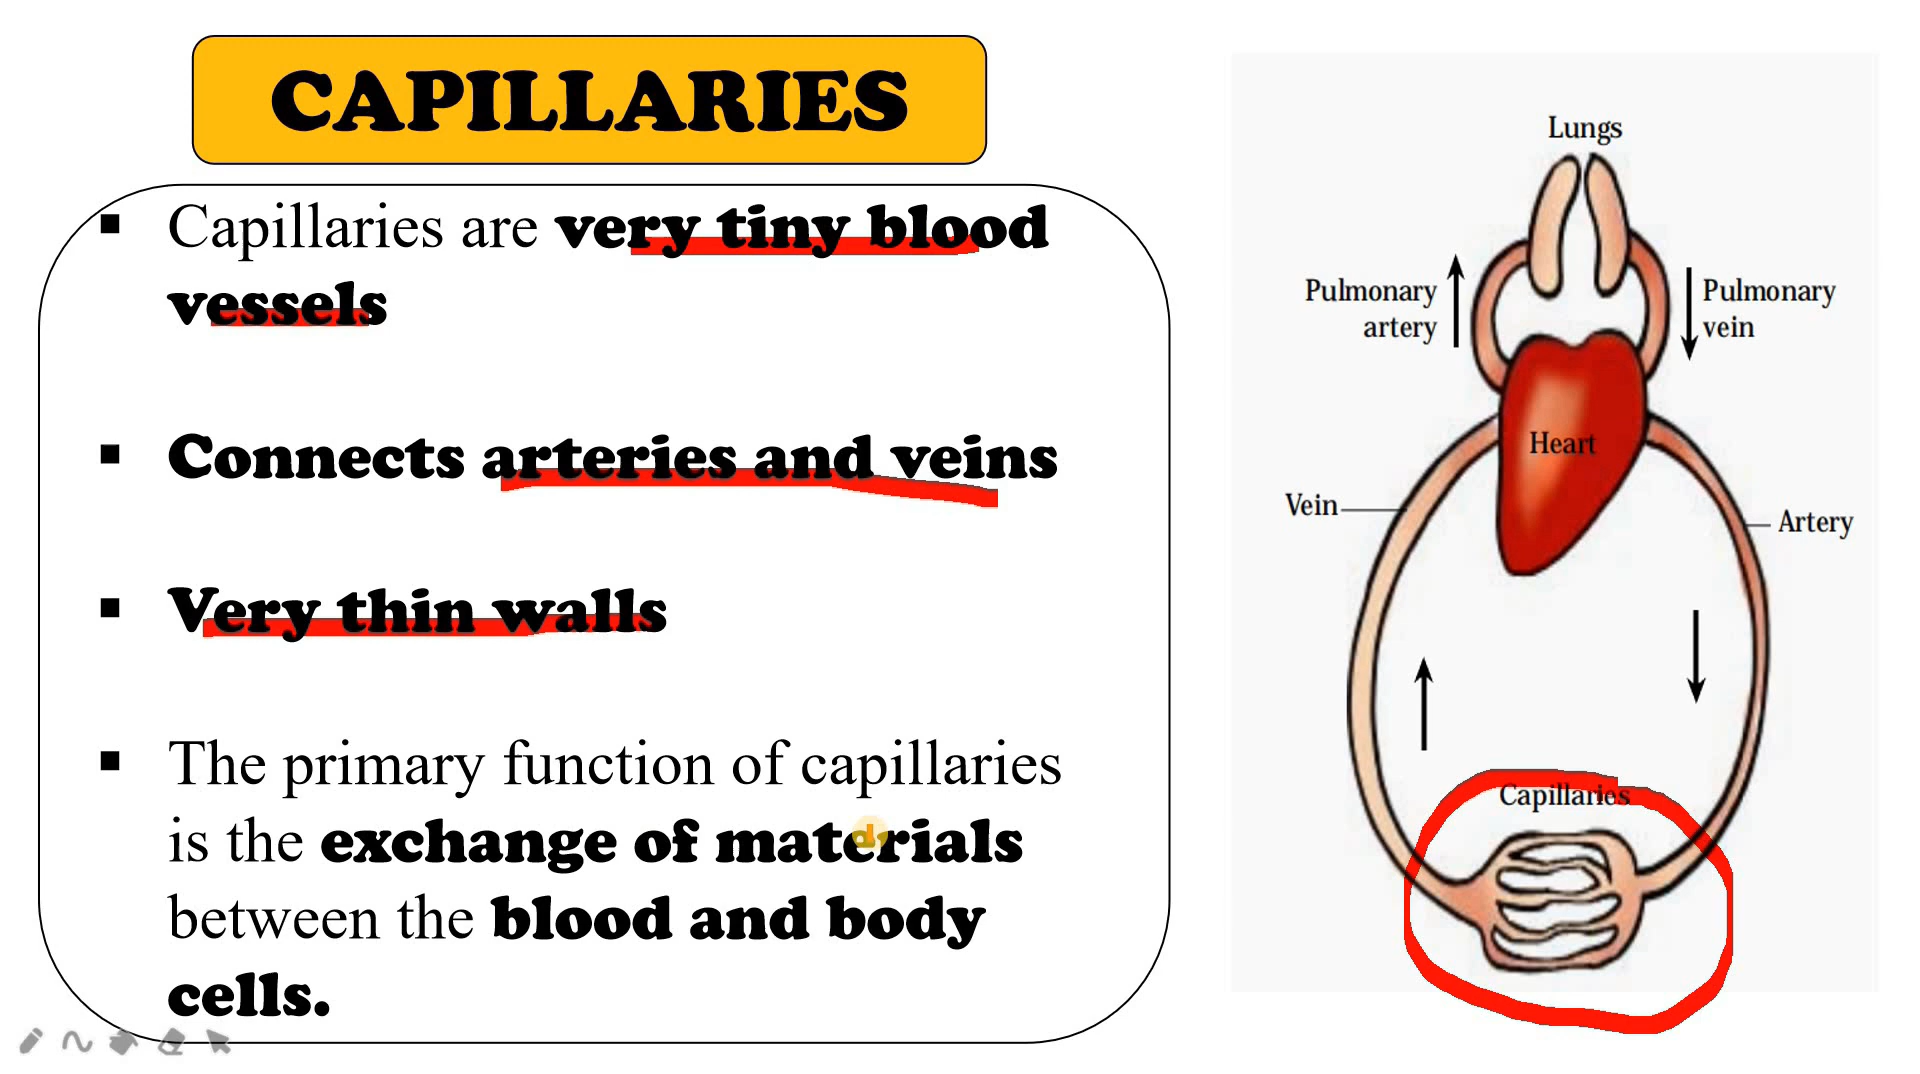 CAPILLARIES
▪ Capillaries are very tiny blood
vessels
▪ Connects arteries and veins
▪ Very thin walls
▪ The primary function of capillaries
is the exchange of materials
between the blood and body
cells.
Lungs
Pulmonary
artery
Pulmonary
vein
Heart
Vein
Artery
Capillaries